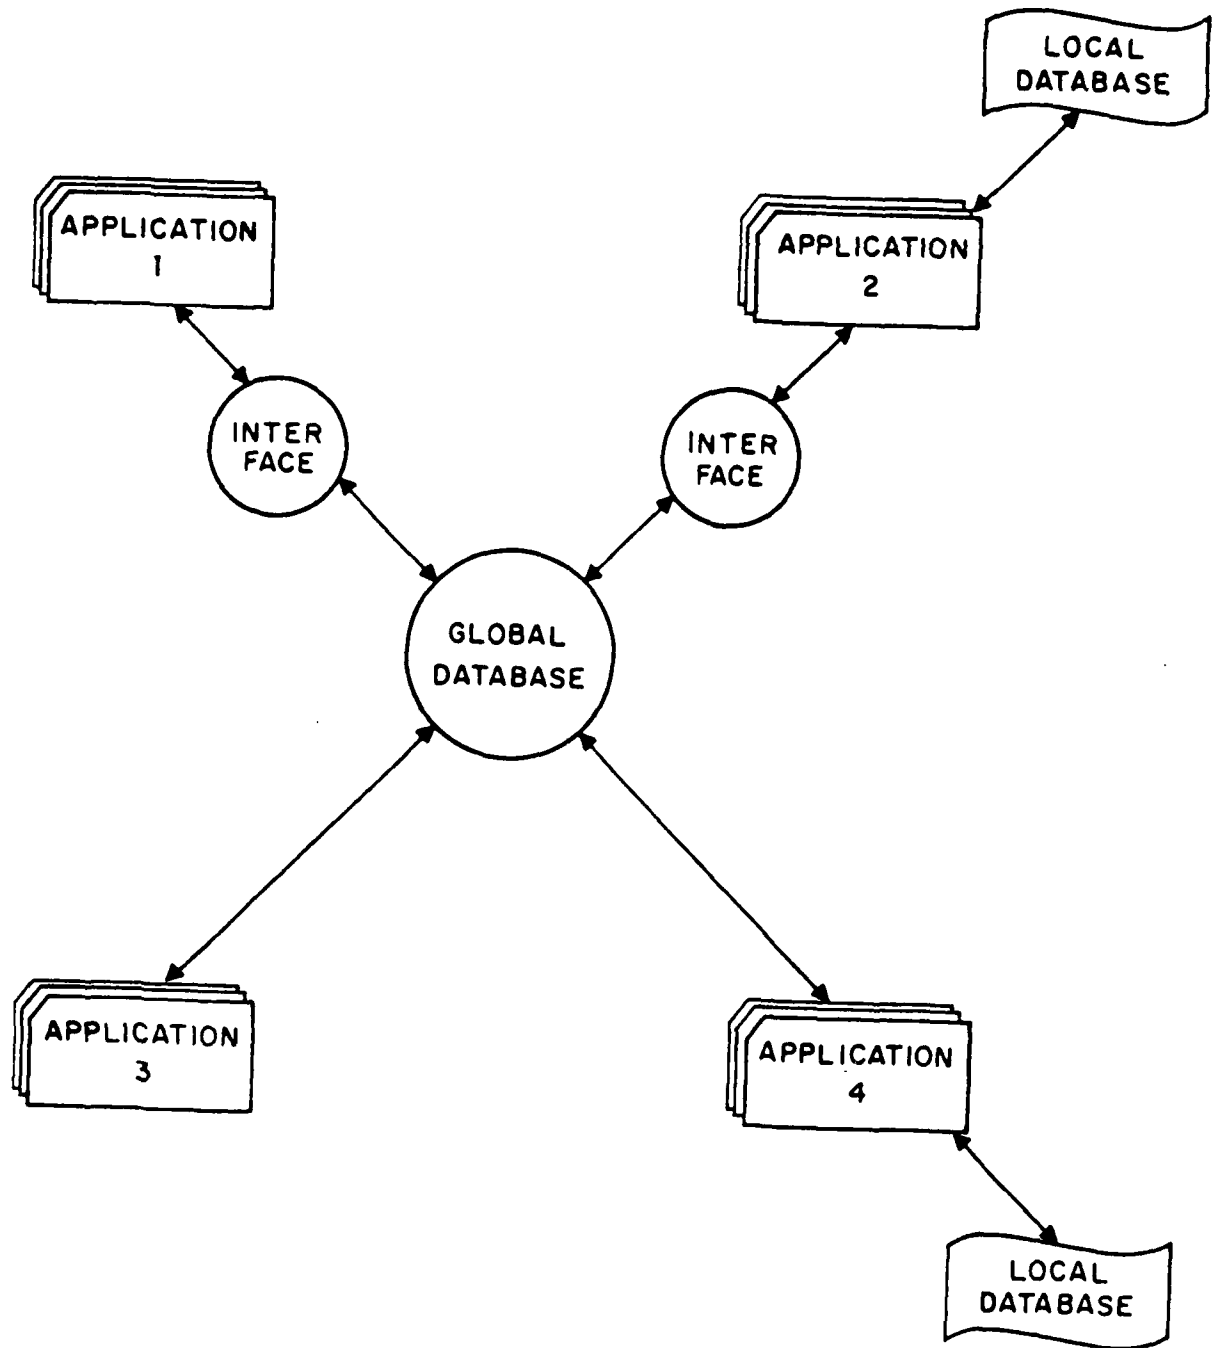 LOCAL
DATABASE
APPLICATION
1
APPLICATION
2
INTER
FACE
INTER
FACE
GLOBAL
DATABASE
APPLICATION
3
APPLICATION
4
LOCAL
DATABASE